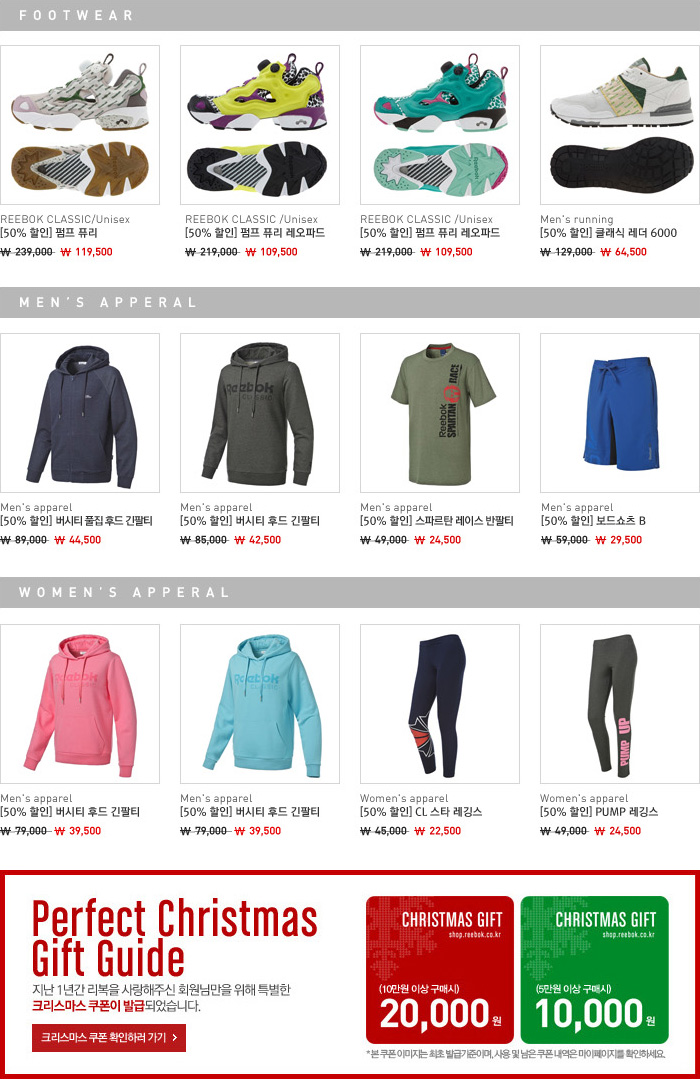 FOOTWEAR
REEBOK CLASSIC/Unisex
[50% 할인] 펌프 퓨리
₩ 239,000 ₩ 119,500
REEBOK CLASSIC /Unisex
[50% 할인] 펌프 퓨리 레오파드
₩ 219,000 ₩ 109,500
REEBOK CLASSIC /Unisex
[50% 할인] 펌프 퓨리 레오파드
₩ 219,000 ₩ 109,500
Men's running
[50% 할인] 클래식 레더 6000
₩ 129,000 ₩ 64,500
MEN'S APPERAL
Reebok
CLASSIC
Reebok
SPARTAN RACE
Men's apparel
[50% 할인] 버시티 풀집 후드 긴팔티
₩ 89,000 ₩ 44,500
Men's apparel
[50% 할인] 버시티 후드 긴팔티
₩ 85,000 ₩ 42,500
Men's apparel
[50% 할인] 스파르탄 레이스 반팔티
₩ 49,000 ₩ 24,500
Men's apparel
[50% 할인] 보드쇼츠 B
₩ 59,000 ₩ 29,500
WOMEN'S APPERAL
Reebok
CLASSIC
Reebok
CLASSIC
PUMP UP
Men's apparel
[50% 할인] 버시티 후드 긴팔티
₩ 79,000 ₩ 39,500
Men's apparel
[50% 할인] 버시티 후드 긴팔티
₩ 79,000 ₩ 39,500
Women's apparel
[50% 할인] CL 스타 레깅스
₩ 45,000 ₩ 22,500
Women's apparel
[50% 할인] PUMP 레깅스
₩ 49,000 ₩ 24,500
Perfect Christmas
Gift Guide
지난 1년간 리복을 사랑해주신 회원님만을 위해 특별한
크리스마스 쿠폰이 발급되었습니다.
크리스마스 쿠폰 확인하러 가기 >
CHRISTMAS GIFT
shop.reebok.co.kr
(10만원 이상 구매시)
20,000 원
CHRISTMAS GIFT
shop.reebok.co.kr
(5만원 이상 구매시)
10,000 원
*본 쿠폰 이미지는 최초 발급기준이며, 사용 및 남은 쿠폰 내역은 마이페이지를 확인하세요.